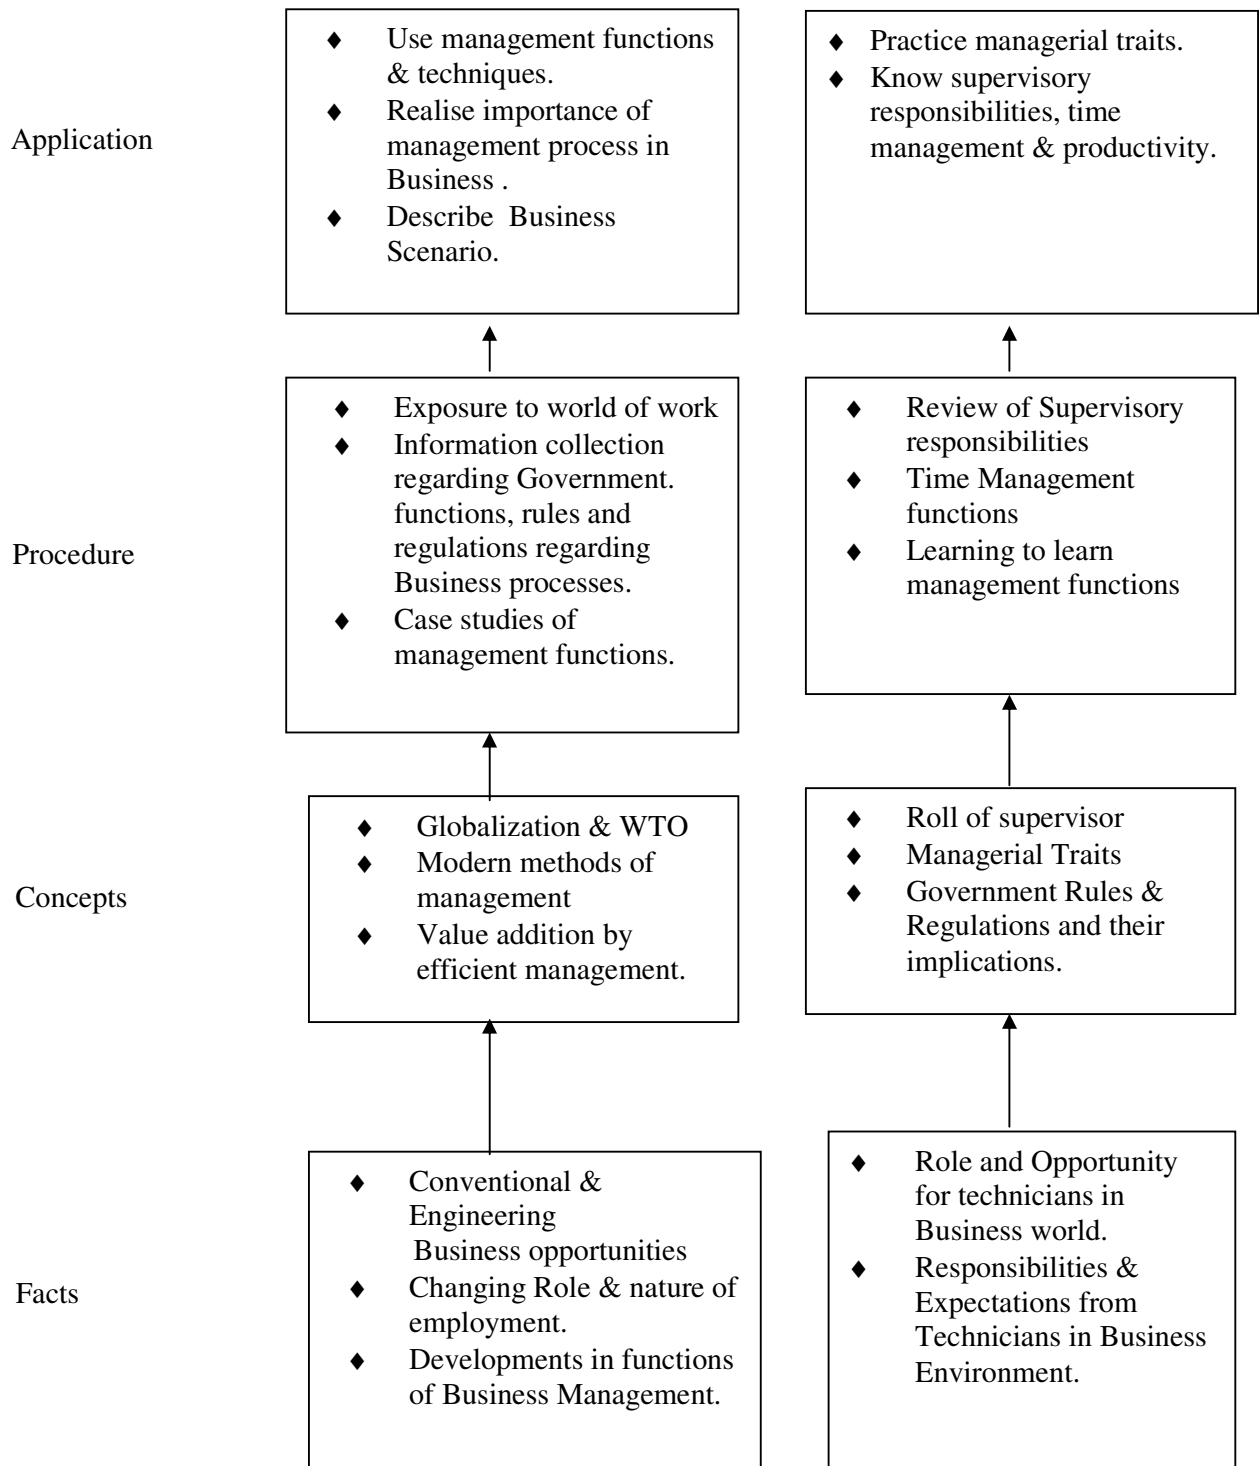 Application
♦ Use management functions
& techniques.
♦ Realise importance of
management process in
Business .
♦ Describe Business
Scenario.
♦ Practice managerial traits.
♦ Know supervisory
responsibilities, time
management & productivity.
Procedure
♦ Exposure to world of work
♦ Information collection
regarding Government.
functions, rules and
regulations regarding
Business processes.
♦ Case studies of
management functions.
♦ Review of Supervisory
responsibilities
♦ Time Management
functions
♦ Learning to learn
management functions
Concepts
♦ Globalization & WTO
♦ Modern methods of
management
♦ Value addition by
efficient management.
♦ Roll of supervisor
♦ Managerial Traits
♦ Government Rules &
Regulations and their
implications.
Facts
♦ Conventional &
Engineering
Business opportunities
♦ Changing Role & nature of
employment.
♦ Developments in functions
of Business Management.
♦ Role and Opportunity
for technicians in
Business world.
♦ Responsibilities &
Expectations from
Technicians in Business
Environment.